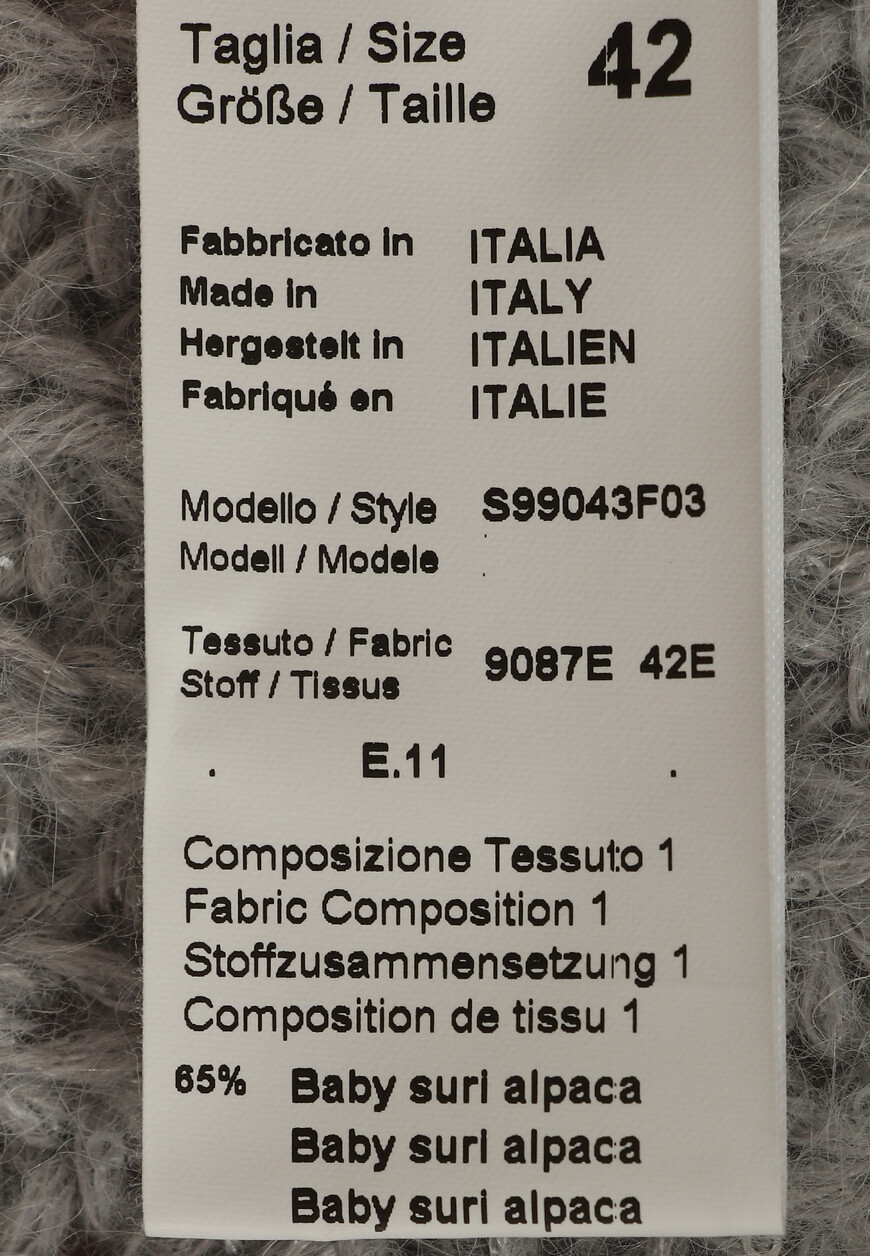 Taglia / Size 42
Größe / Taille
Fabbricato in ITALIA
Made in ITALY
Hergestelt in ITALIEN
Fabriqué en ITALIE
Modello / Style S99043F03
Modell / Modele
Tessuto / Fabric 9087E 42E
Stoff / Tissus
. E.11 .
Composizione Tessuto 1
Fabric Composition 1
Stoffzusammensetzung 1
Composition de tissu 1
65% Baby suri alpaca
Baby suri alpaca
Baby suri alpaca